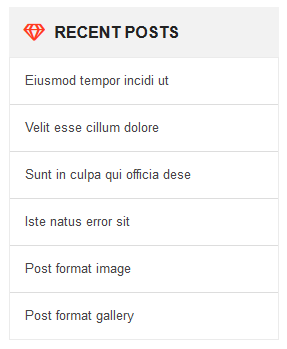 RECENT POSTS
Eiusmod tempor incidi ut
Velit esse cillum dolore
Sunt in culpa qui officia dese
Iste natus error sit
Post format image
Post format gallery